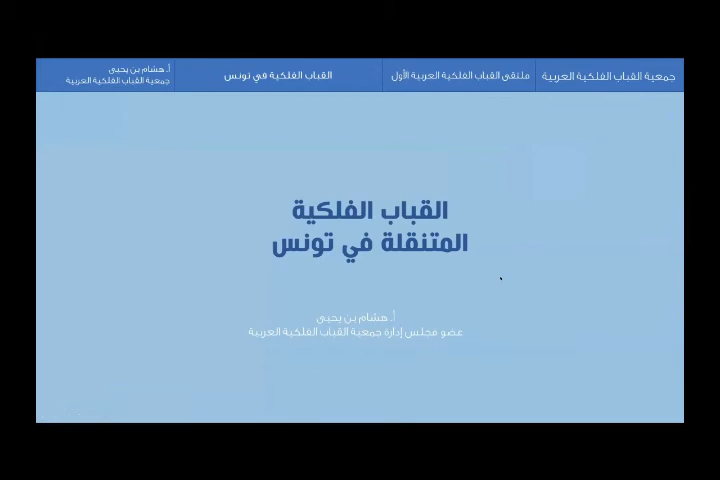 جمعية القباب الفلكية العربية
ملتقى القباب الفلكية العربية الأول
القباب الفلكية في تونس
أ. هشام بن يحيى
جمعية القباب الفلكية العربية
القباب الفلكية
المتنقلة في تونس
أ. هشام بن يحيى
عضو مجلس إدارة جمعية القباب الفلكية العربية